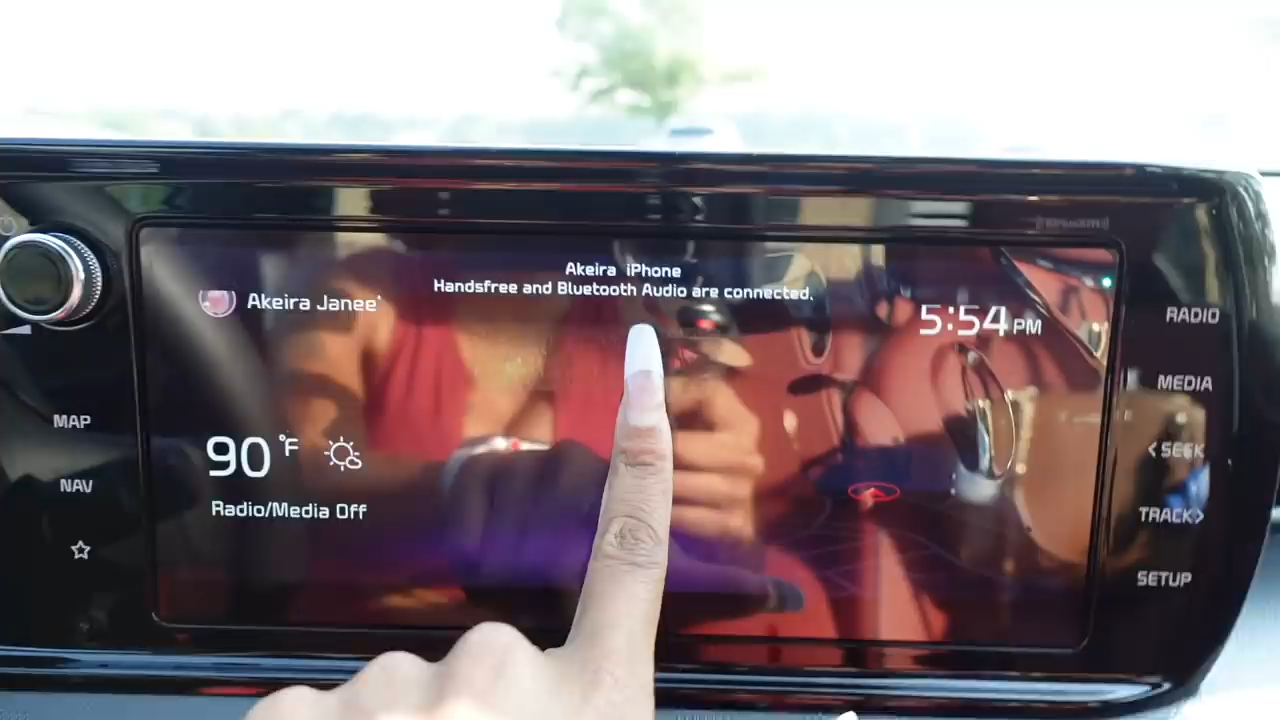 Akeira iPhone
Handsfree and Bluetooth Audio are connected.
Akeira Janee'
5:54 PM
90 °F
Radio/Media Off
MAP
NAV
RADIO
MEDIA
< SEEK
TRACK >
SETUP